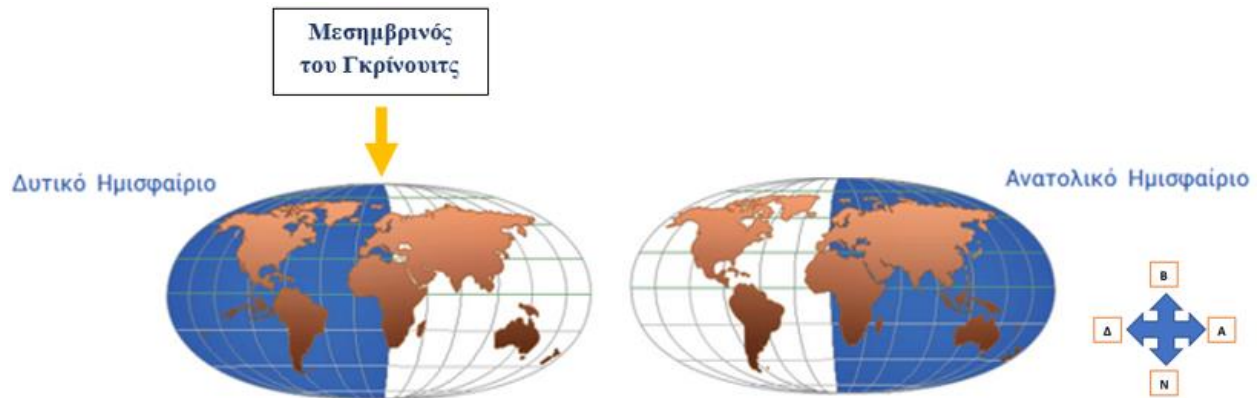 Μεσημβρινός
του Γκρίνουιτς
Δυτικό Ημισφαίριο
Ανατολικό Ημισφαίριο
Β
Δ
Α
Ν